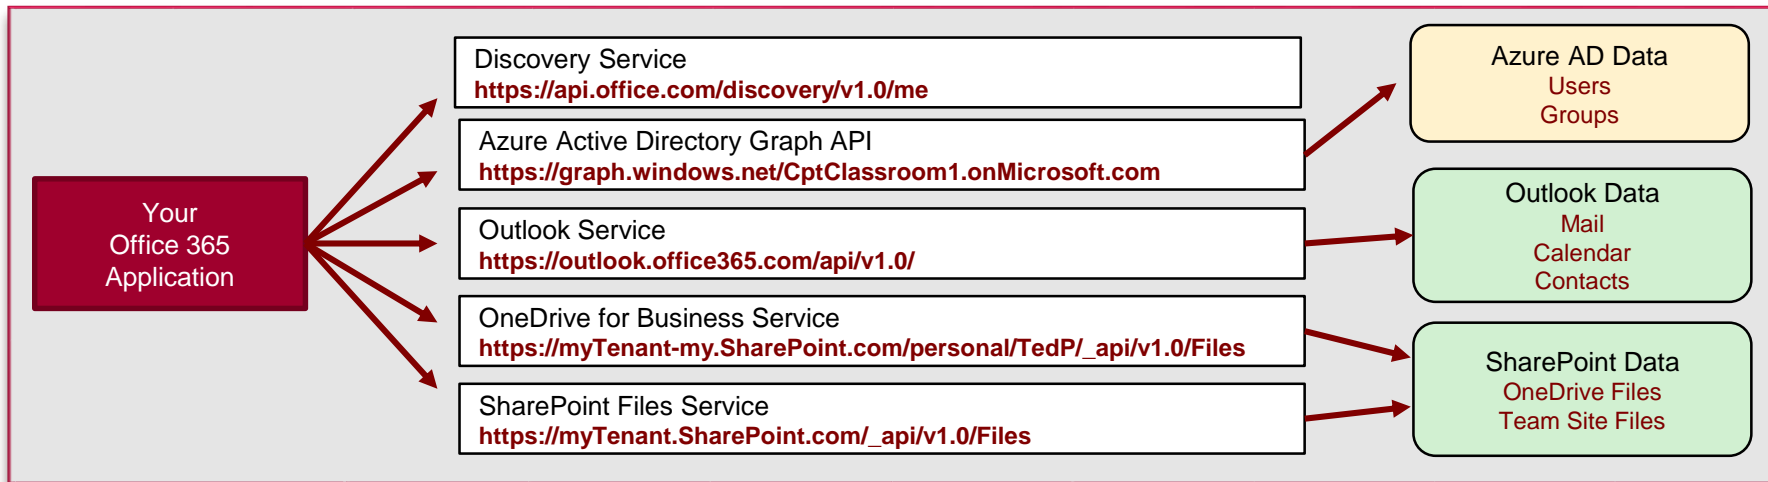 Your
Office 365
Application
Discovery Service
https://api.office.com/discovery/v1.0/me
Azure Active Directory Graph API
https://graph.windows.net/CptClassroom1.onMicrosoft.com
Outlook Service
https://outlook.office365.com/api/v1.0/
OneDrive for Business Service
https://myTenant-my.SharePoint.com/personal/TedP/_api/v1.0/Files
SharePoint Files Service
https://myTenant.SharePoint.com/_api/v1.0/Files
Azure AD Data
Users
Groups
Outlook Data
Mail
Calendar
Contacts
SharePoint Data
OneDrive Files
Team Site Files